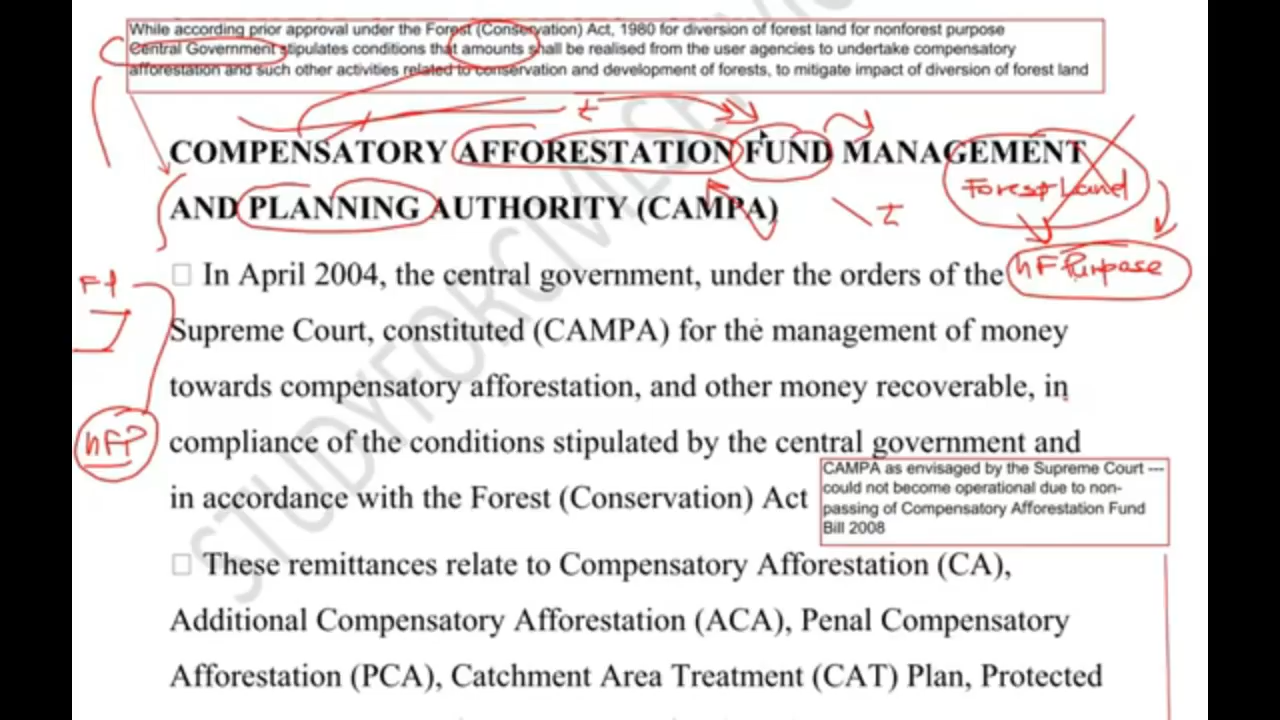 While according prior approval under the Forest (Conservation) Act, 1980 for diversion of forest land for nonforest purpose
Central Government stipulates conditions that amounts shall be realised from the user agencies to undertake compensatory
afforestation and such other activities related to conservation and development of forests, to mitigate impact of diversion of forest land
COMPENSATORY AFFORESTATION FUND MANAGEMENT
Forest Land
AND PLANNING AUTHORITY (CAMPA)
In April 2004, the central government, under the orders of the
nF Purpose
Supreme Court, constituted (CAMPA) for the management of money
towards compensatory afforestation, and other money recoverable, in
nFP
compliance of the conditions stipulated by the central government and
in accordance with the Forest (Conservation) Act
CAMPA as envisaged by the Supreme Court ---
could not become operational due to non-
passing of Compensatory Afforestation Fund
Bill 2008
These remittances relate to Compensatory Afforestation (CA),
Additional Compensatory Afforestation (ACA), Penal Compensatory
Afforestation (PCA), Catchment Area Treatment (CAT) Plan, Protected